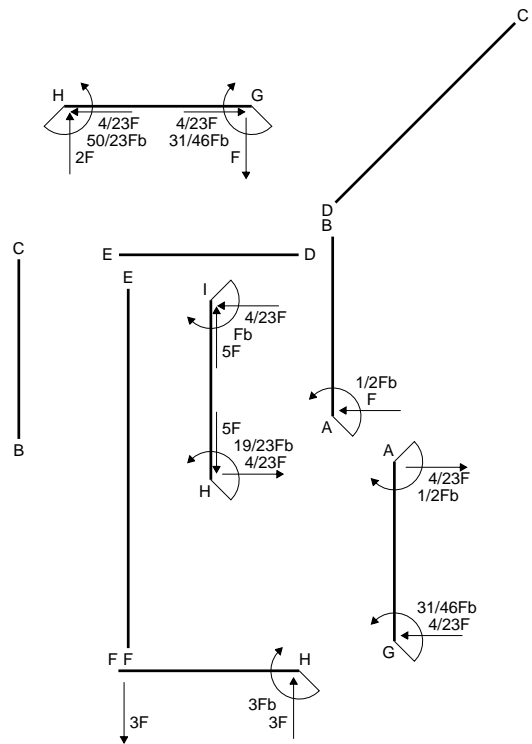 C
H
G
4/23F
4/23F
50/23Fb
31/46Fb
2F
F
D
B
C
E
D
E
I
4/23F
Fb
5F
1/2Fb
F
A
5F
19/23Fb
4/23F
B
A
H
4/23F
1/2Fb
31/46Fb
4/23F
G
F
F
H
3Fb
3F
3F